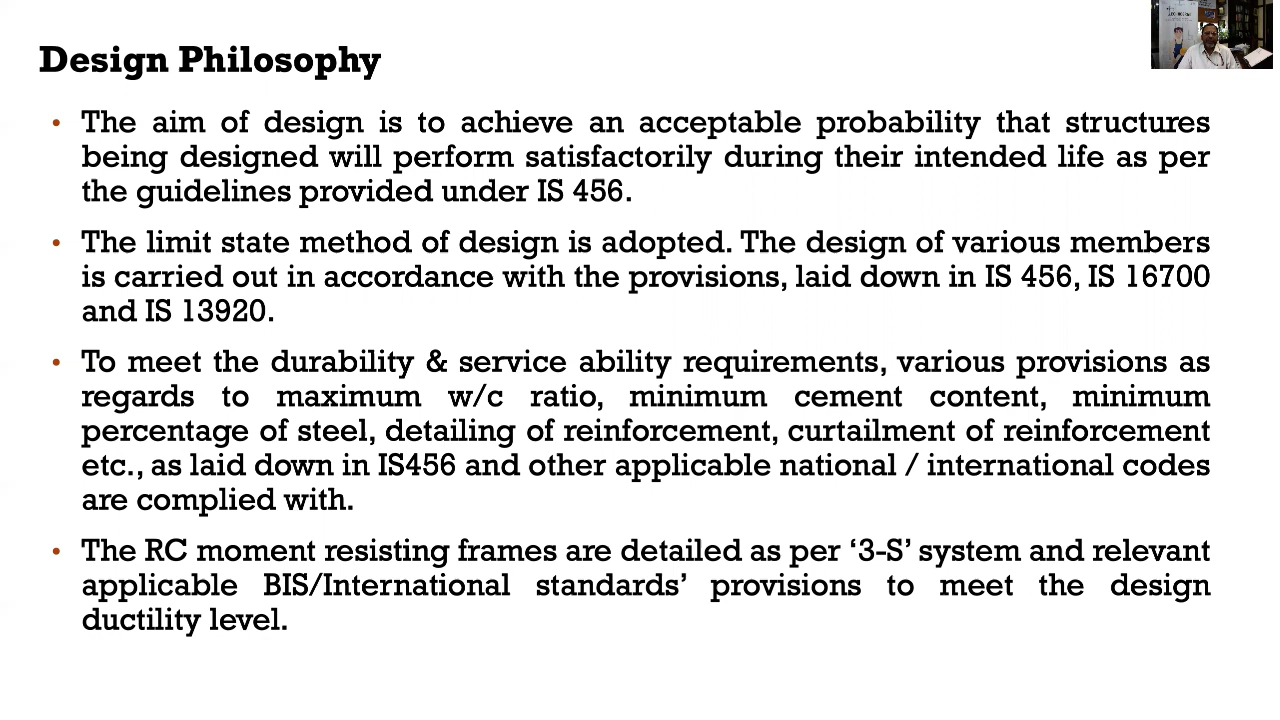 Design Philosophy
• The aim of design is to achieve an acceptable probability that structures
being designed will perform satisfactorily during their intended life as per
the guidelines provided under IS 456.
• The limit state method of design is adopted. The design of various members
is carried out in accordance with the provisions, laid down in IS 456, IS 16700
and IS 13920.
• To meet the durability & service ability requirements, various provisions as
regards to maximum w/c ratio, minimum cement content, minimum
percentage of steel, detailing of reinforcement, curtailment of reinforcement
etc., as laid down in IS456 and other applicable national / international codes
are complied with.
• The RC moment resisting frames are detailed as per ‘3-S’ system and relevant
applicable BIS/International standards’ provisions to meet the design
ductility level.